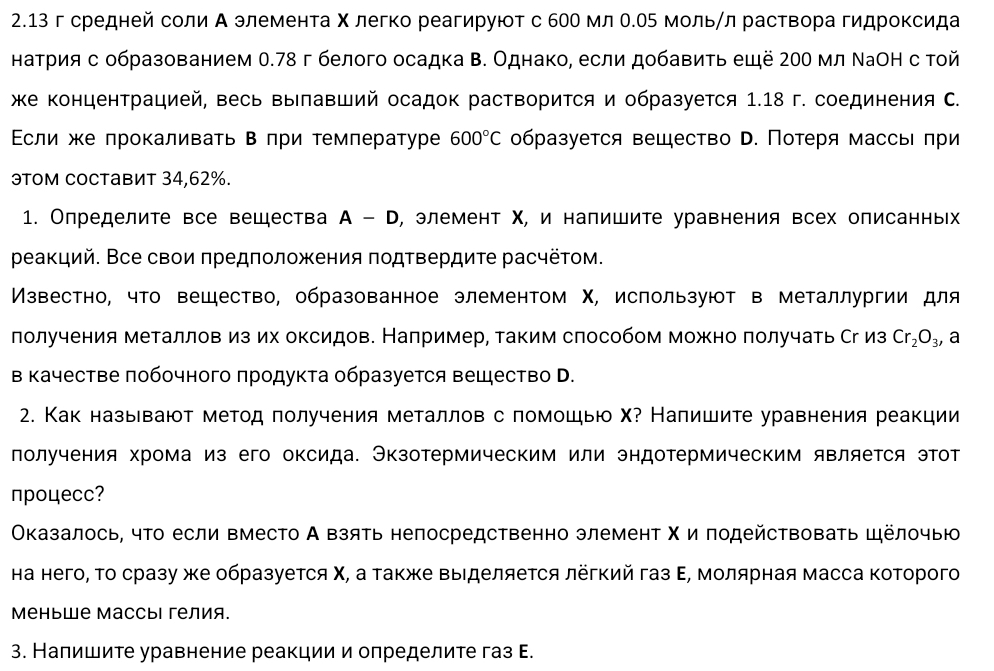 2.13 г средней соли А элемента Х легко реагируют с 600 мл 0.05 моль/л раствора гидроксида
натрия с образованием 0.78 г белого осадка В. Однако, если добавить ещё 200 мл NaOH с той
же концентрацией, весь выпавший осадок растворится и образуется 1.18 г. соединения С.
Если же прокаливать В при температуре 600°С образуется вещество D. Потеря массы при
этом составит 34,62%.
1. Определите все вещества А – D, элемент Х, и напишите уравнения всех описанных
реакций. Все свои предположения подтвердите расчётом.
Известно, что вещество, образованное элементом Х, используют в металлургии для
получения металлов из их оксидов. Например, таким способом можно получать Cr из Cr₂O₃, а
в качестве побочного продукта образуется вещество D.
2. Как называют метод получения металлов с помощью Х? Напишите уравнения реакции
получения хрома из его оксида. Экзотермическим или эндотермическим является этот
процесс?
Оказалось, что если вместо А взять непосредственно элемент Х и подействовать щёлочью
на него, то сразу же образуется Х, а также выделяется лёгкий газ Е, молярная масса которого
меньше массы гелия.
3. Напишите уравнение реакции и определите газ Е.